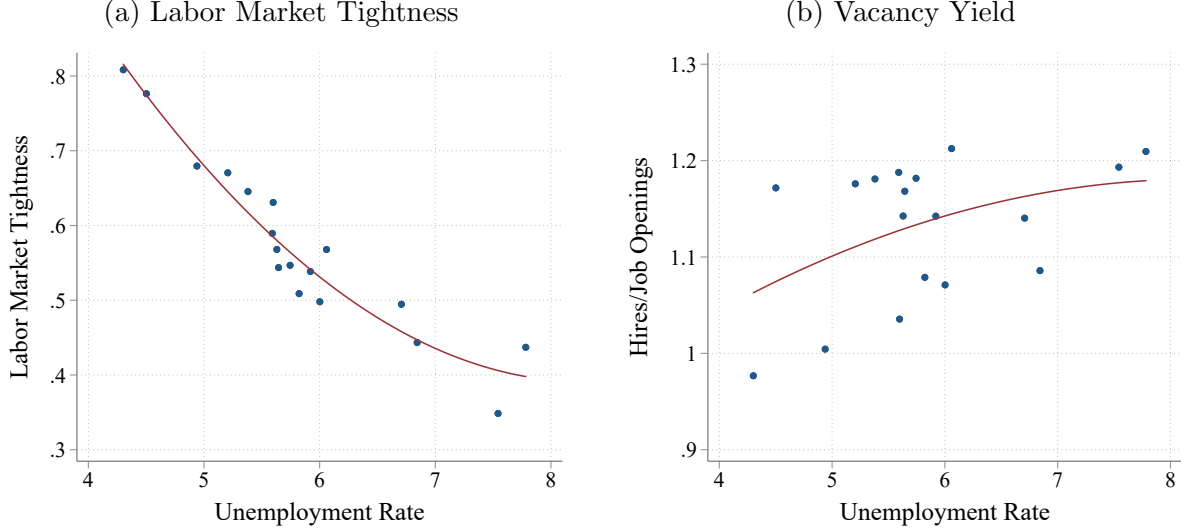 (a) Labor Market Tightness
Labor Market Tightness
.8
.7
.6
.5
.4
.3
4 5 6 7 8
Unemployment Rate
(b) Vacancy Yield
Hires/Job Openings
1.3
1.2
1.1
1
.9
4 5 6 7 8
Unemployment Rate